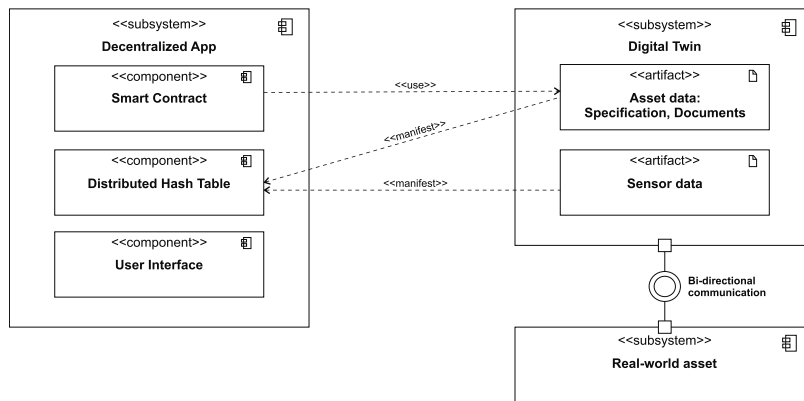 <<subsystem>>
Decentralized App
<<component>>
Smart Contract
<<component>>
Distributed Hash Table
<<component>>
User Interface
<<use>>
<<manifest>>
<<manifest>>
<<subsystem>>
Digital Twin
<<artifact>>
Asset data:
Specification, Documents
<<artifact>>
Sensor data
Bi-directional
communication
<<subsystem>>
Real-world asset